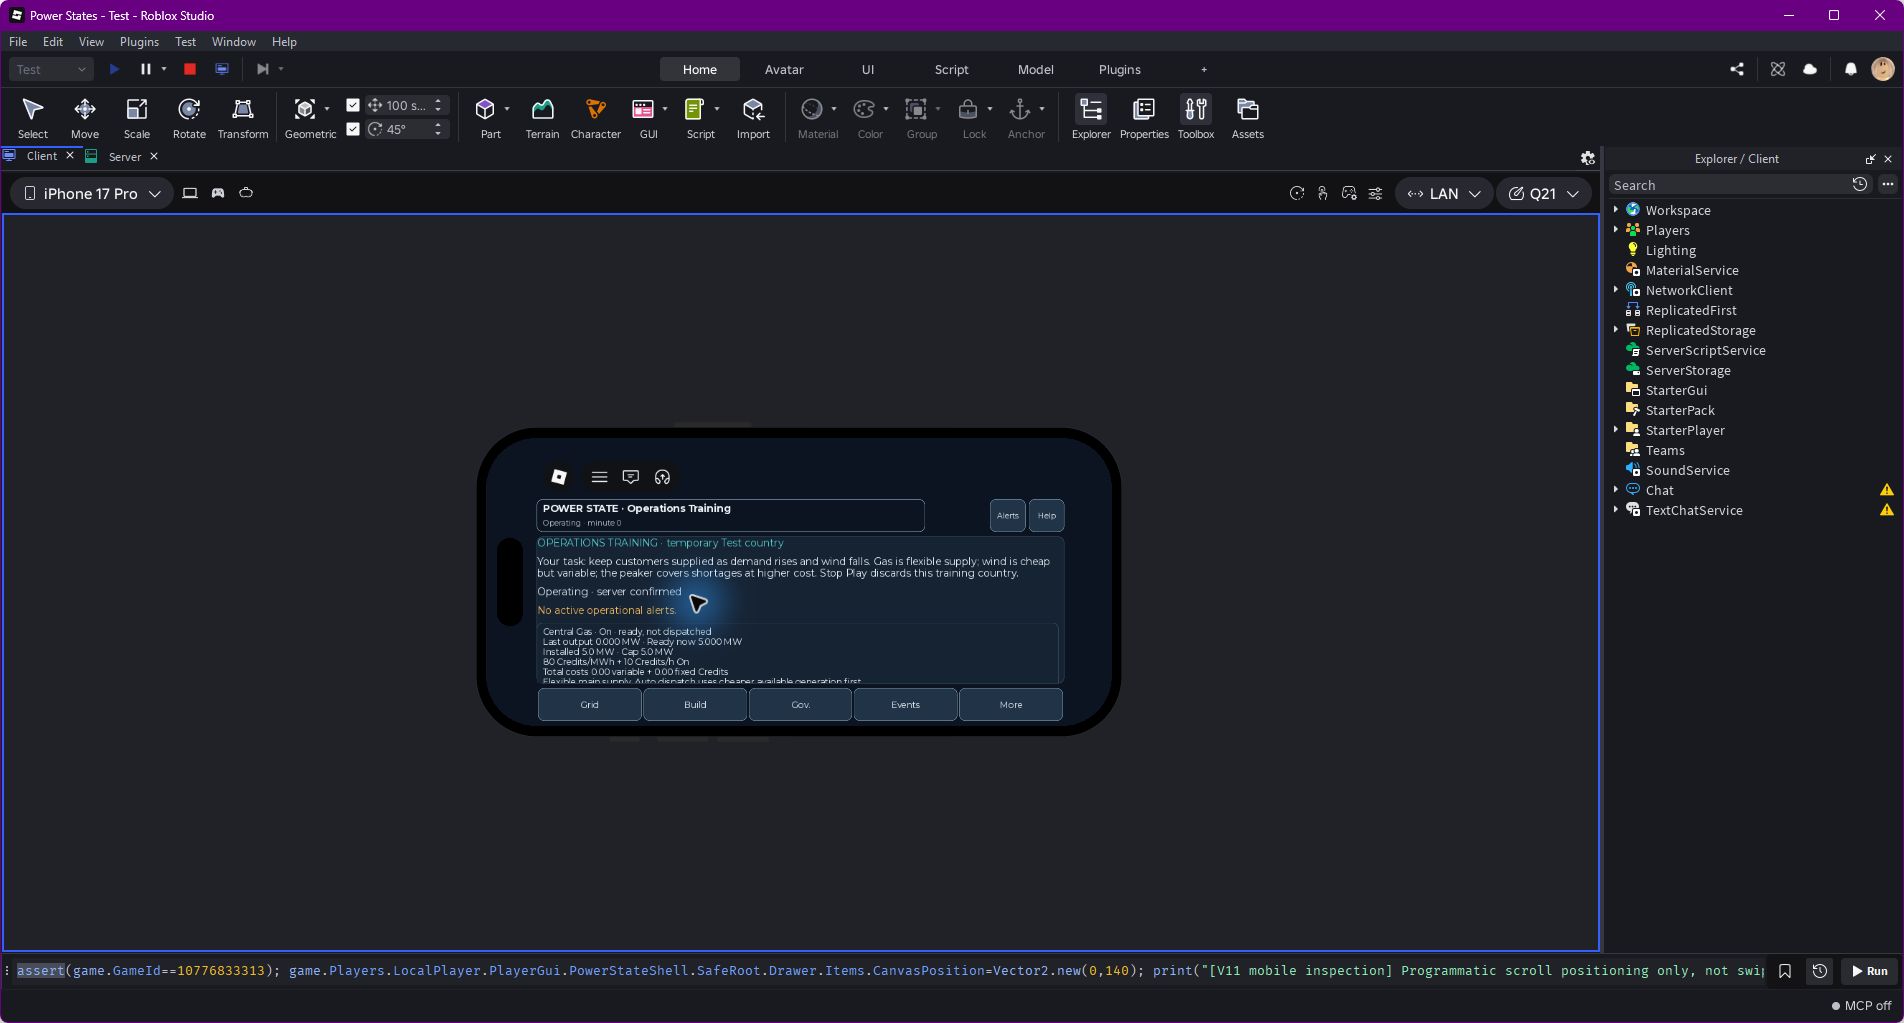 Power States - Test - Roblox Studio
File Edit View Plugins Test Window Help
Test Home Avatar UI Script Model Plugins +
100 s...
45°
Select Move Scale Rotate Transform Geometric Part Terrain Character GUI Script Import Material Color Group Lock Anchor Explorer Properties Toolbox Assets
Client Server
Explorer / Client
iPhone 17 Pro LAN Q21
Search
Workspace
Players
Lighting
MaterialService
NetworkClient
ReplicatedFirst
ReplicatedStorage
ServerScriptService
ServerStorage
StarterGui
StarterPack
StarterPlayer
Teams
SoundService
Chat
TextChatService
POWER STATE · Operations Training
Operating · minute 0
Alerts Help
OPERATIONS TRAINING · temporary Test country
Your task: keep customers supplied as demand rises and wind falls. Gas is flexible supply; wind is cheap
but variable; the peaker covers shortages at higher cost. Stop Play discards this training country.
Operating · server confirmed
No active operational alerts.
Central Gas · On · ready, not dispatched
Last output 0.000 MW · Ready now 5.000 MW
Installed 5.0 MW · Cap 5.0 MW
80 Credits/MWh + 10 Credits/h On
Total costs 0.00 variable + 0.00 fixed Credits
Flexible main supply. Auto dispatch uses cheaper available generation first.
Grid Build Gov. Events More
assert(game.GameId==10776833313); game.Players.LocalPlayer.PlayerGui.PowerStateShell.SafeRoot.Drawer.Items.CanvasPosition=Vector2.new(0,140); print("[V11 mobile inspection] Programmatic scroll positioning only, not swip
Run
MCP off